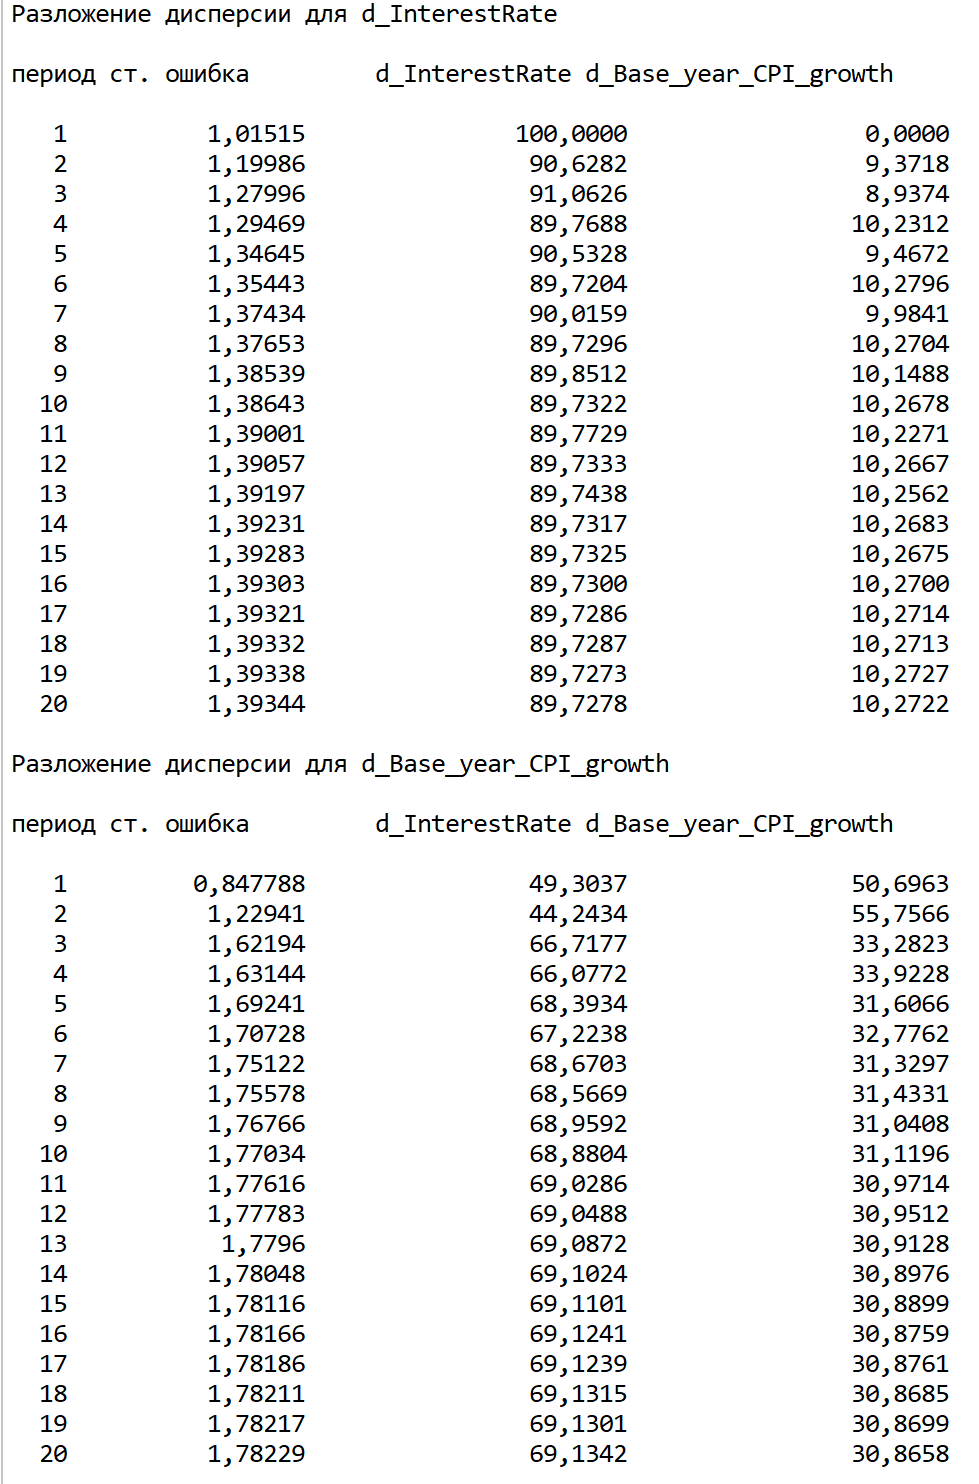 Разложение дисперсии для d_InterestRate
период ст. ошибка d_InterestRate d_Base_year_CPI_growth
1 1,01515 100,0000 0,0000
2 1,19986 90,6282 9,3718
3 1,27996 91,0626 8,9374
4 1,29469 89,7688 10,2312
5 1,34645 90,5328 9,4672
6 1,35443 89,7204 10,2796
7 1,37434 90,0159 9,9841
8 1,37653 89,7296 10,2704
9 1,38539 89,8512 10,1488
10 1,38643 89,7322 10,2678
11 1,39001 89,7729 10,2271
12 1,39057 89,7333 10,2667
13 1,39197 89,7438 10,2562
14 1,39231 89,7317 10,2683
15 1,39283 89,7325 10,2675
16 1,39303 89,7300 10,2700
17 1,39321 89,7286 10,2714
18 1,39332 89,7287 10,2713
19 1,39338 89,7273 10,2727
20 1,39344 89,7278 10,2722
Разложение дисперсии для d_Base_year_CPI_growth
период ст. ошибка d_InterestRate d_Base_year_CPI_growth
1 0,847788 49,3037 50,6963
2 1,22941 44,2434 55,7566
3 1,62194 66,7177 33,2823
4 1,63144 66,0772 33,9228
5 1,69241 68,3934 31,6066
6 1,70728 67,2238 32,7762
7 1,75122 68,6703 31,3297
8 1,75578 68,5669 31,4331
9 1,76766 68,9592 31,0408
10 1,77034 68,8804 31,1196
11 1,77616 69,0286 30,9714
12 1,77783 69,0488 30,9512
13 1,7796 69,0872 30,9128
14 1,78048 69,1024 30,8976
15 1,78116 69,1101 30,8899
16 1,78166 69,1241 30,8759
17 1,78186 69,1239 30,8761
18 1,78211 69,1315 30,8685
19 1,78217 69,1301 30,8699
20 1,78229 69,1342 30,8658